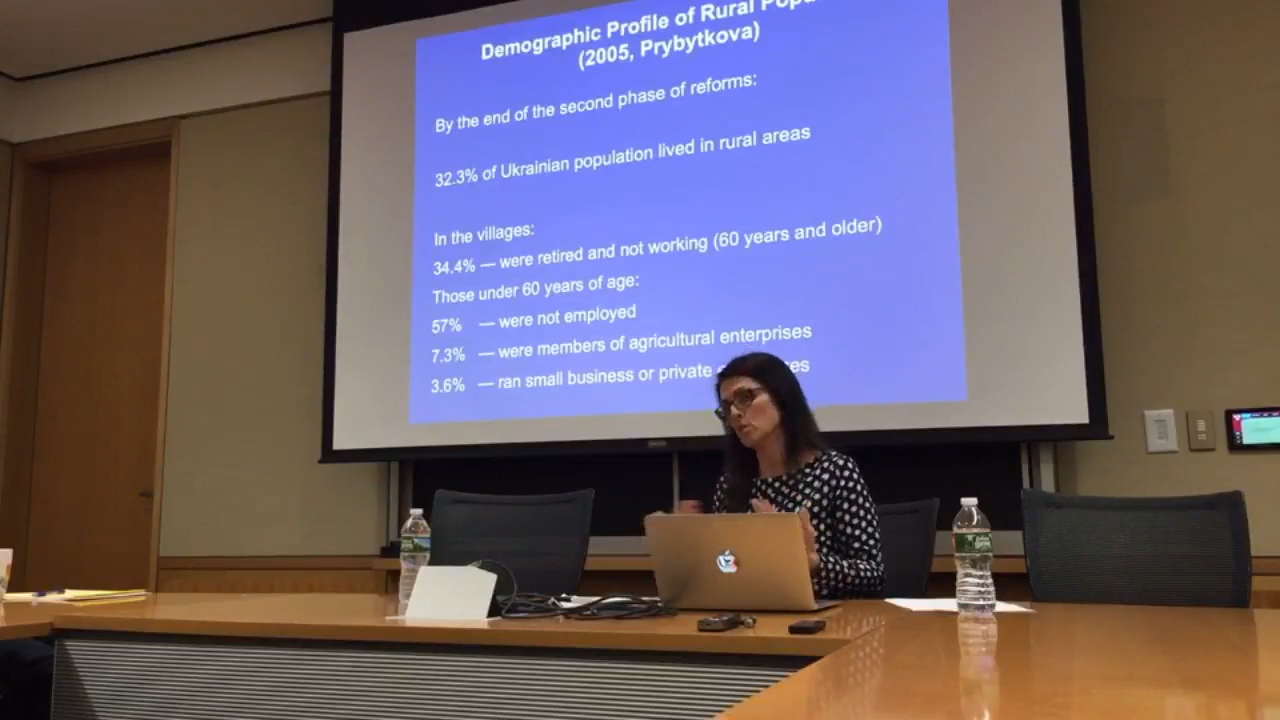 Demographic Profile of Rural
(2005, Prybytkova)
By the end of the second phase of reforms:
32.3% of Ukrainian population lived in rural areas
In the villages:
34.4% — were retired and not working (60 years and older)
Those under 60 years of age:
57% — were not employed
7.3% — were members of agricultural enterprises
3.6% — ran small business or private